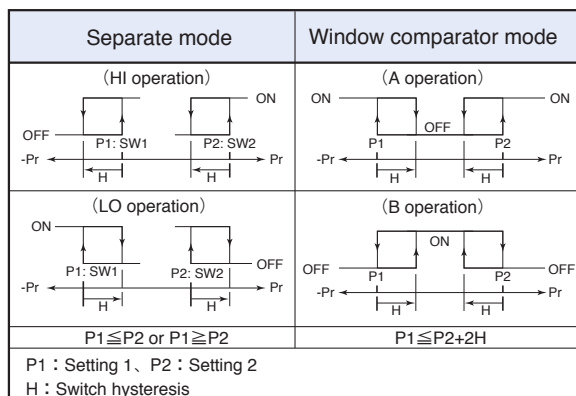 Separate mode
Window comparator mode
（HI operation）
ON
OFF
P1: SW1
P2: SW2
-Pr
Pr
H
H
（A operation）
ON
ON
OFF
P1
P2
-Pr
Pr
H
H
（LO operation）
ON
P1: SW1
P2: SW2
OFF
-Pr
Pr
H
H
（B operation）
ON
OFF
P1
P2
OFF
-Pr
Pr
H
H
P1≦P2 or P1≧P2
P1≦P2+2H
P1：Setting 1、P2：Setting 2
H：Switch hysteresis